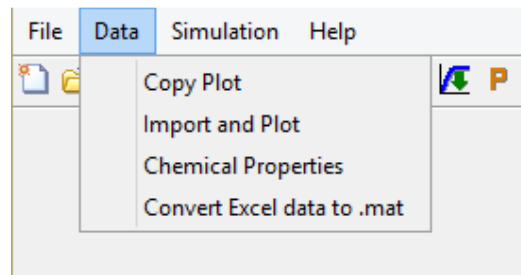 File Data Simulation Help
P
Copy Plot
Import and Plot
Chemical Properties
Convert Excel data to .mat